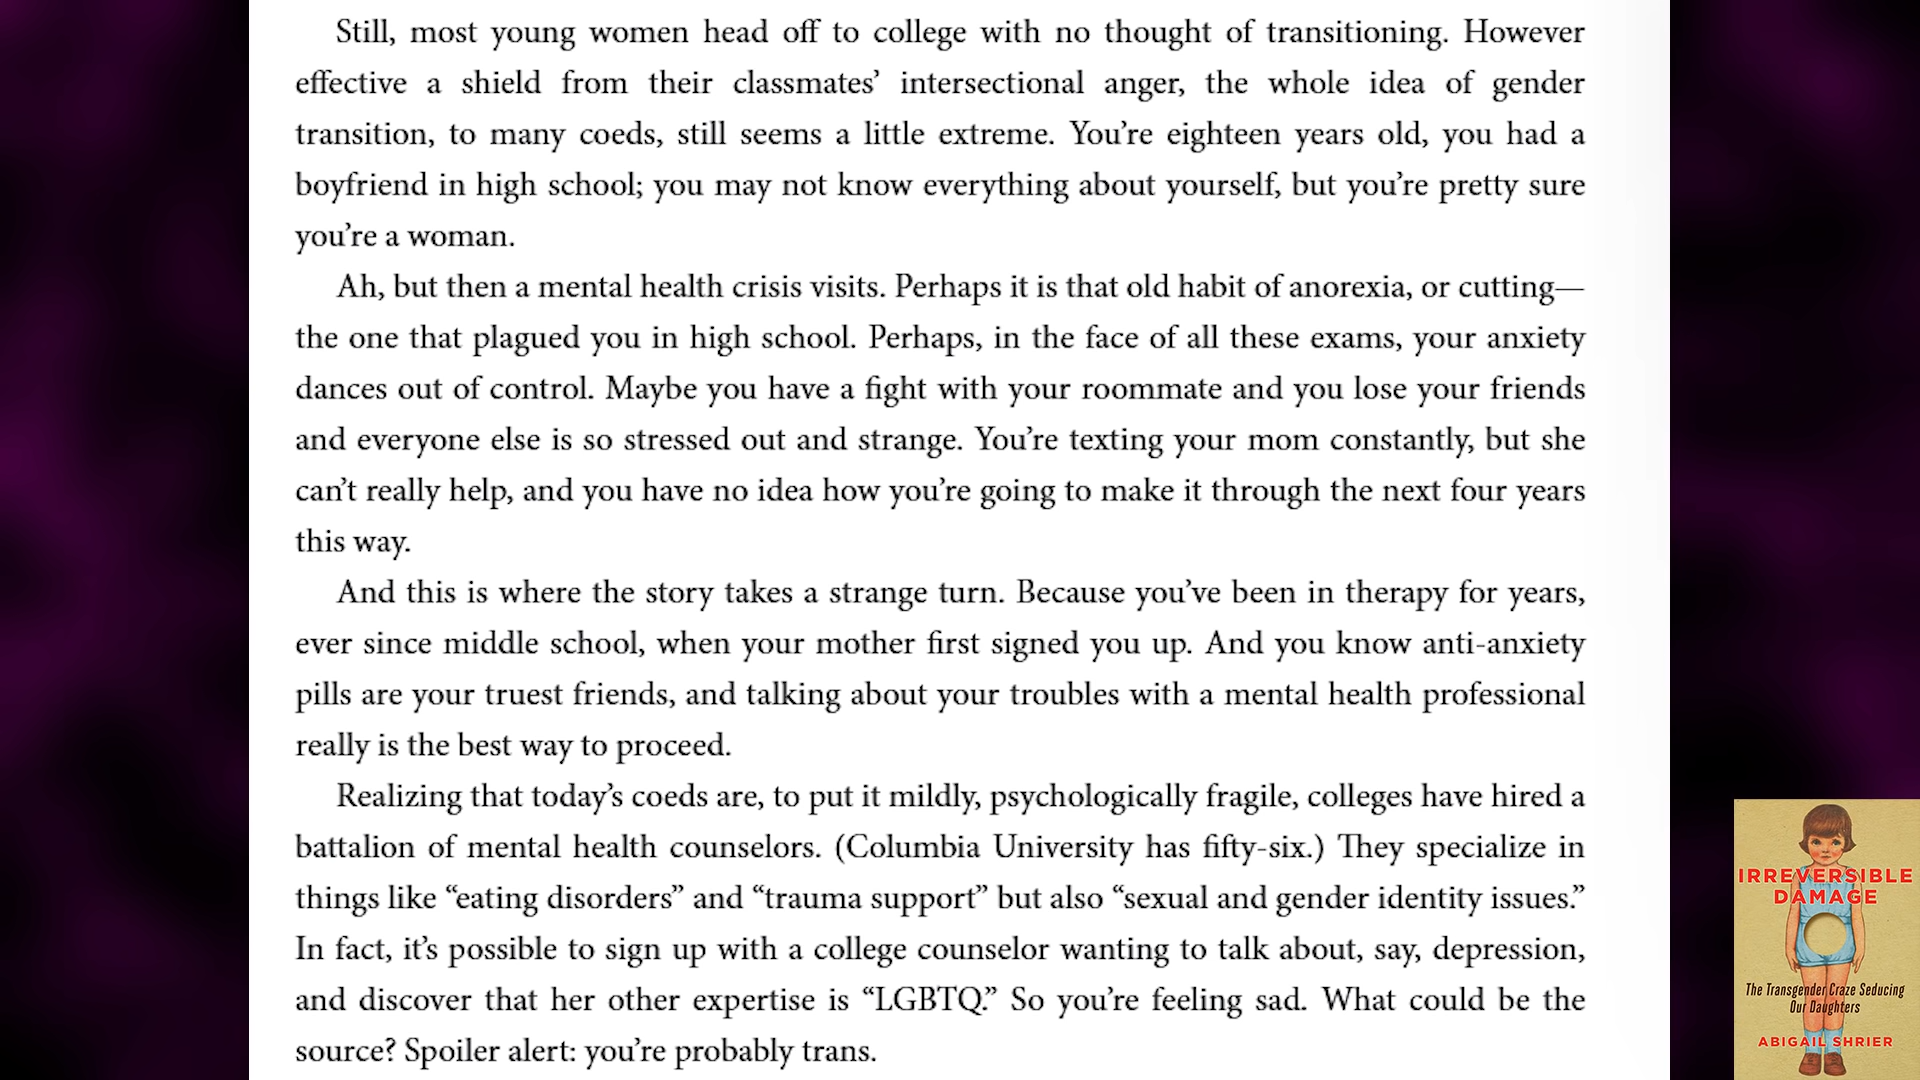 Still, most young women head off to college with no thought of transitioning. However
effective a shield from their classmates’ intersectional anger, the whole idea of gender
transition, to many coeds, still seems a little extreme. You’re eighteen years old, you had a
boyfriend in high school; you may not know everything about yourself, but you’re pretty sure
you’re a woman.
Ah, but then a mental health crisis visits. Perhaps it is that old habit of anorexia, or cutting—
the one that plagued you in high school. Perhaps, in the face of all these exams, your anxiety
dances out of control. Maybe you have a fight with your roommate and you lose your friends
and everyone else is so stressed out and strange. You’re texting your mom constantly, but she
can’t really help, and you have no idea how you’re going to make it through the next four years
this way.
And this is where the story takes a strange turn. Because you’ve been in therapy for years,
ever since middle school, when your mother first signed you up. And you know anti-anxiety
pills are your truest friends, and talking about your troubles with a mental health professional
really is the best way to proceed.
Realizing that today’s coeds are, to put it mildly, psychologically fragile, colleges have hired a
battalion of mental health counselors. (Columbia University has fifty-six.) They specialize in
things like “eating disorders” and “trauma support” but also “sexual and gender identity issues.”
In fact, it’s possible to sign up with a college counselor wanting to talk about, say, depression,
and discover that her other expertise is “LGBTQ.” So you’re feeling sad. What could be the
source? Spoiler alert: you’re probably trans.
IRREVERSIBLE
DAMAGE
The Transgender Craze Seducing
Our Daughters
ABIGAIL SHRIER